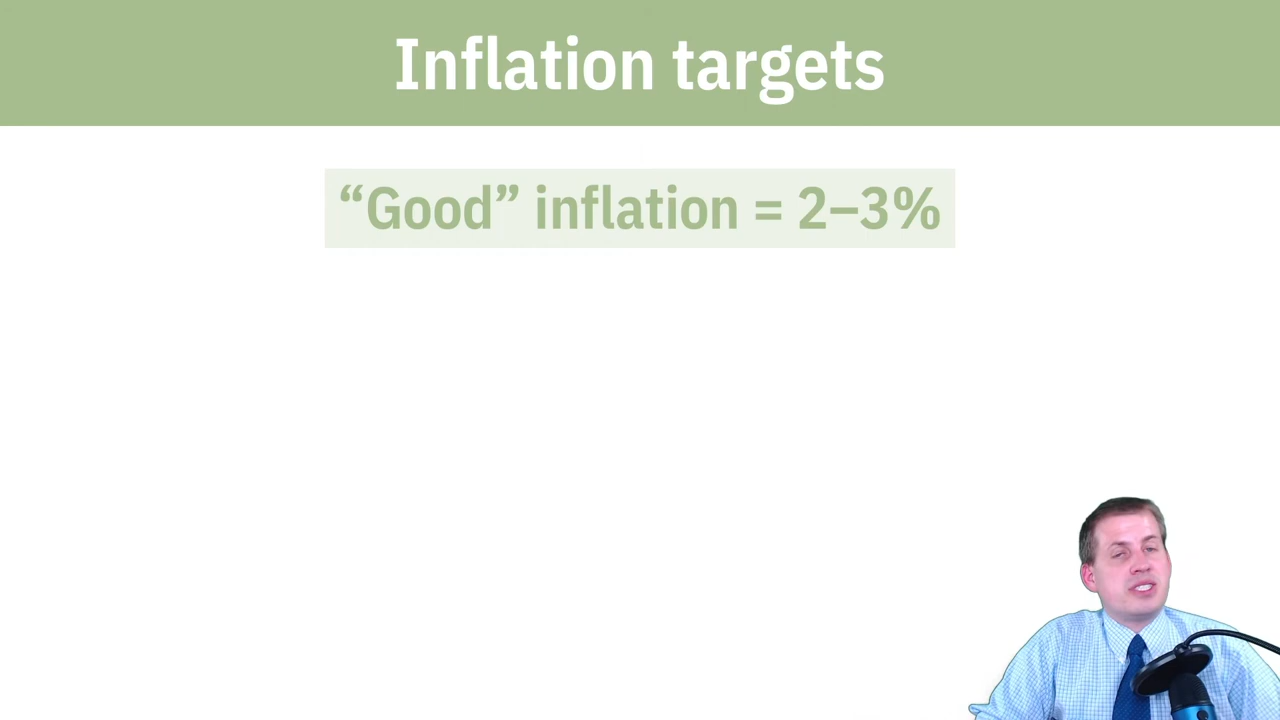 Inflation targets
“Good” inflation = 2–3%